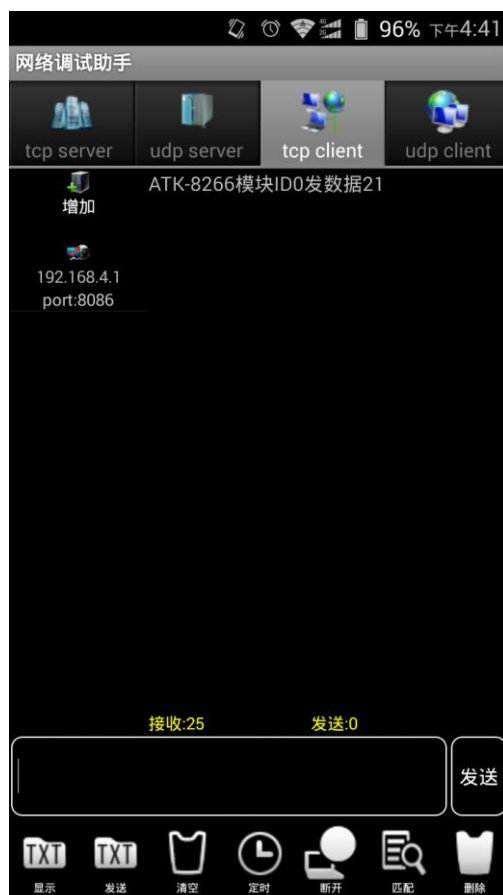 96% 下午4:41
网络调试助手
tcp server udp server tcp client udp client
增加
ATK-8266模块ID0发数据21
192.168.4.1
port:8086
接收:25 发送:0
发送
TXT TXT
显示 发送 清空 定时 断开 匹配 删除